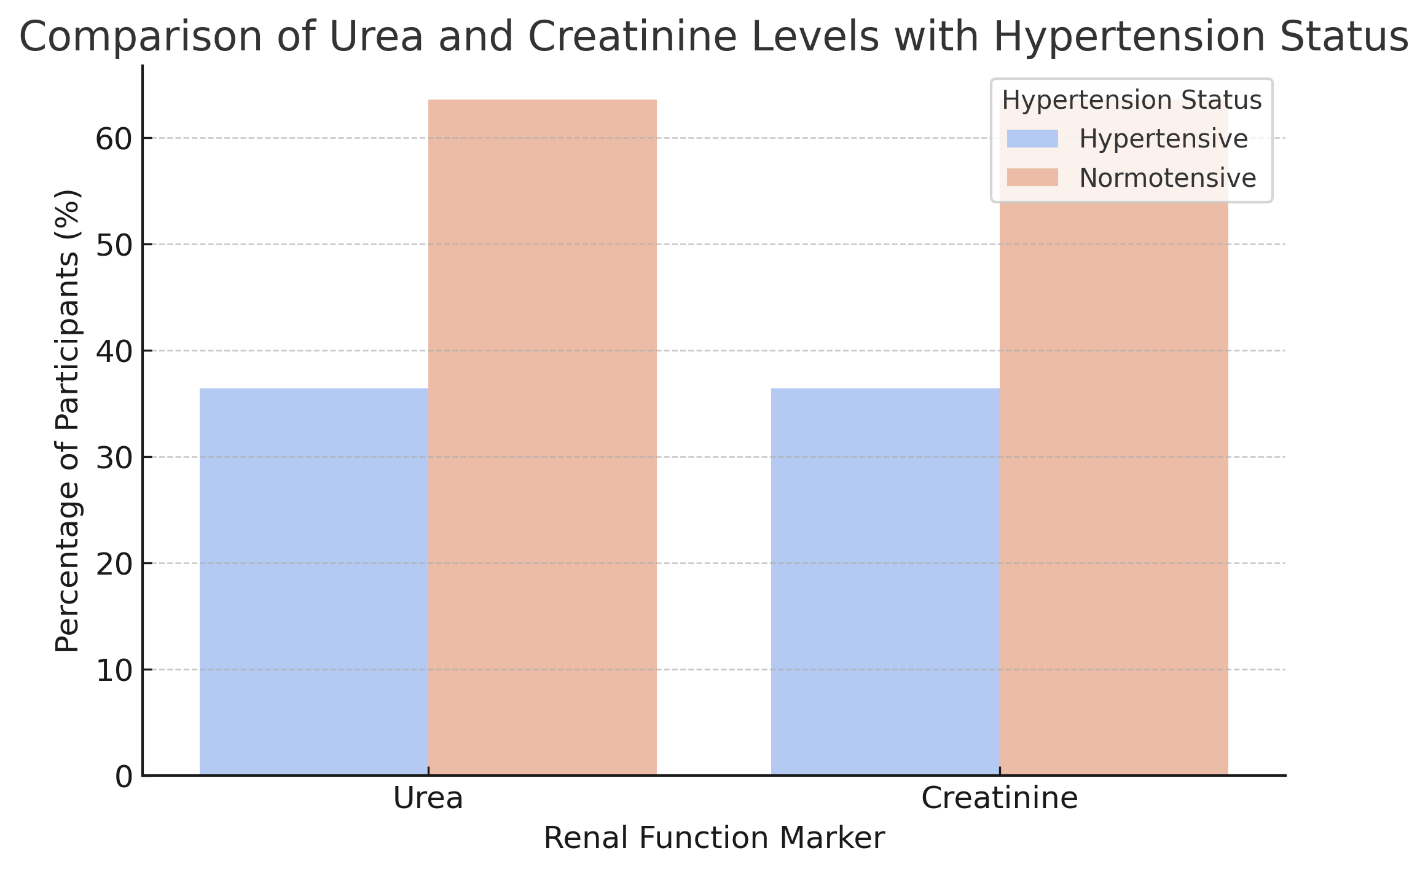 Comparison of Urea and Creatinine Levels with Hypertension Status
Hypertension Status
Hypertensive
Normotensive
Percentage of Participants (%)
60
50
40
30
20
10
0
Urea
Creatinine
Renal Function Marker